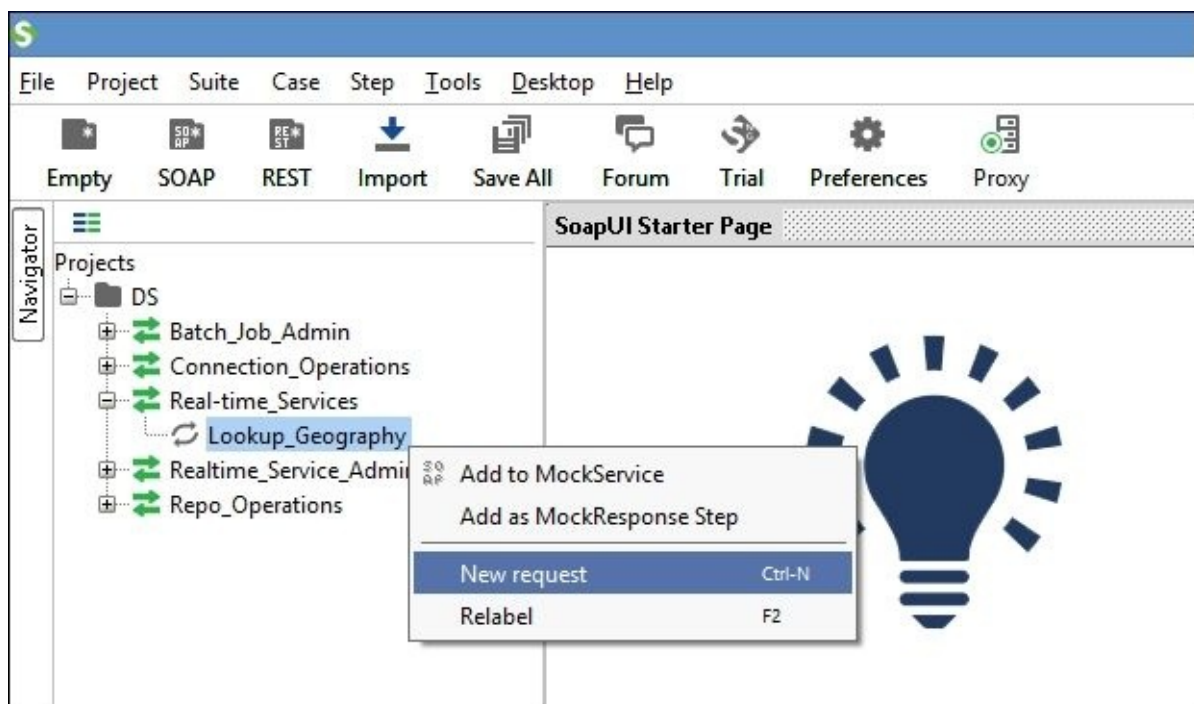 File Project Suite Case Step Tools Desktop Help
Empty SOAP REST Import Save All Forum Trial Preferences Proxy
Navigator
SoapUI Starter Page
Projects
DS
Batch_Job_Admin
Connection_Operations
Real-time_Services
Lookup_Geography
Realtime_Service_Admi
Repo_Operations
Add to MockService
Add as MockResponse Step
New request Ctrl-N
Relabel F2